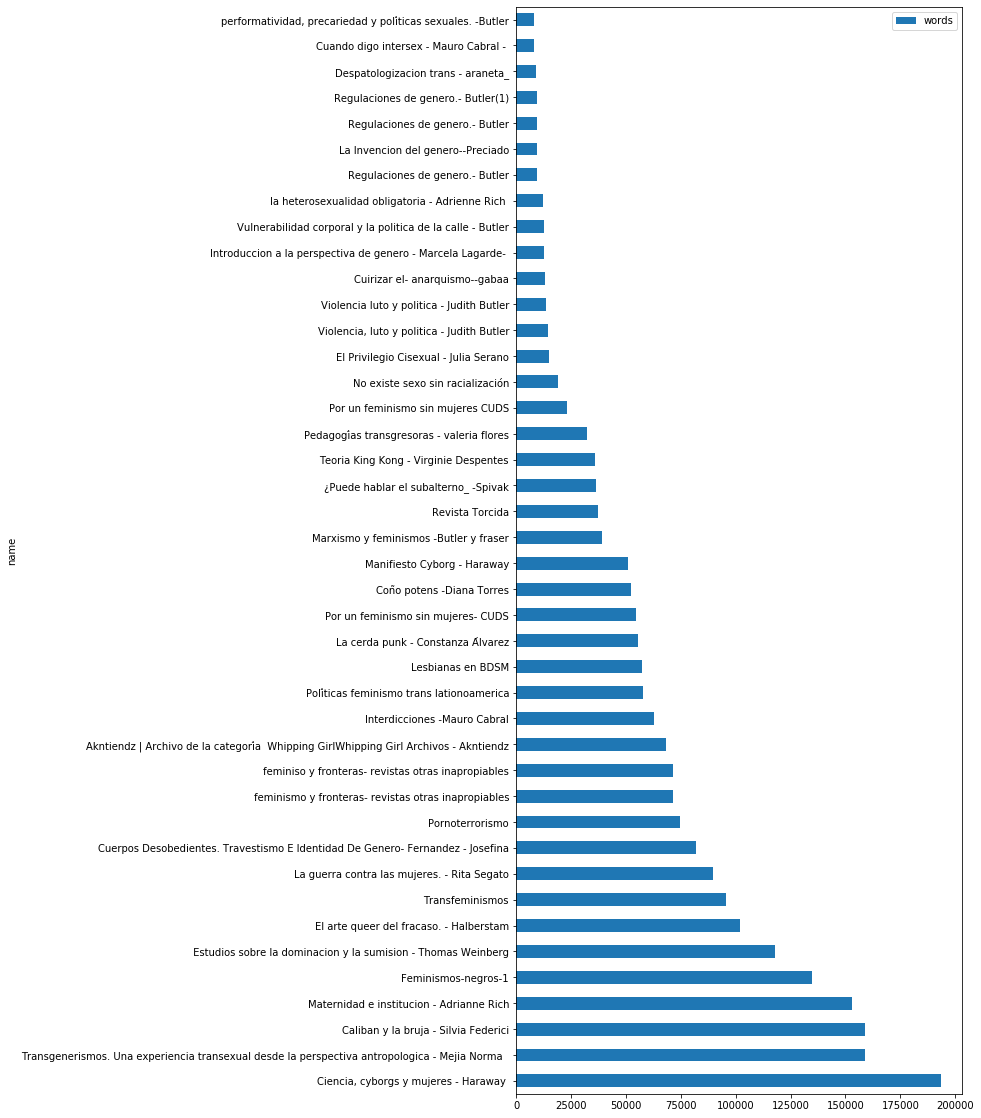 words
performatividad, precariedad y políticas sexuales. -Butler
Cuando digo intersex - Mauro Cabral -
Despatologizacion trans - araneta_
Regulaciones de genero.- Butler(1)
Regulaciones de genero.- Butler
La Invencion del genero--Preciado
Regulaciones de genero.- Butler
la heterosexualidad obligatoria - Adrienne Rich
Vulnerabilidad corporal y la politica de la calle - Butler
Introduccion a la perspectiva de genero - Marcela Lagarde-
Cuirizar el- anarquismo--gabaa
Violencia luto y politica - Judith Butler
Violencia, luto y politica - Judith Butler
El Privilegio Cisexual - Julia Serano
No existe sexo sin racialización
Por un feminismo sin mujeres CUDS
Pedagogías transgresoras - valeria flores
Teoria King Kong - Virginie Despentes
¿Puede hablar el subalterno_ -Spivak
Revista Torcida
Marxismo y feminismos -Butler y fraser
name
Manifiesto Cyborg - Haraway
Coño potens -Diana Torres
Por un feminismo sin mujeres- CUDS
La cerda punk - Constanza Álvarez
Lesbianas en BDSM
Políticas feminismo trans lationoamerica
Interdicciones -Mauro Cabral
Akntiendz | Archivo de la categoría  Whipping GirlWhipping Girl Archivos - Akntiendz
feminiso y fronteras- revistas otras inapropiables
feminismo y fronteras- revistas otras inapropiables
Pornoterrorismo
Cuerpos Desobedientes. Travestismo E Identidad De Genero- Fernandez - Josefina
La guerra contra las mujeres. - Rita Segato
Transfeminismos
El arte queer del fracaso. - Halberstam
Estudios sobre la dominacion y la sumision - Thomas Weinberg
Feminismos-negros-1
Maternidad e institucion - Adrianne Rich
Caliban y la bruja - Silvia Federici
Transgenerismos. Una experiencia transexual desde la perspectiva antropologica - Mejia Norma
Ciencia, cyborgs y mujeres - Haraway
0 25000 50000 75000 100000 125000 150000 175000 200000